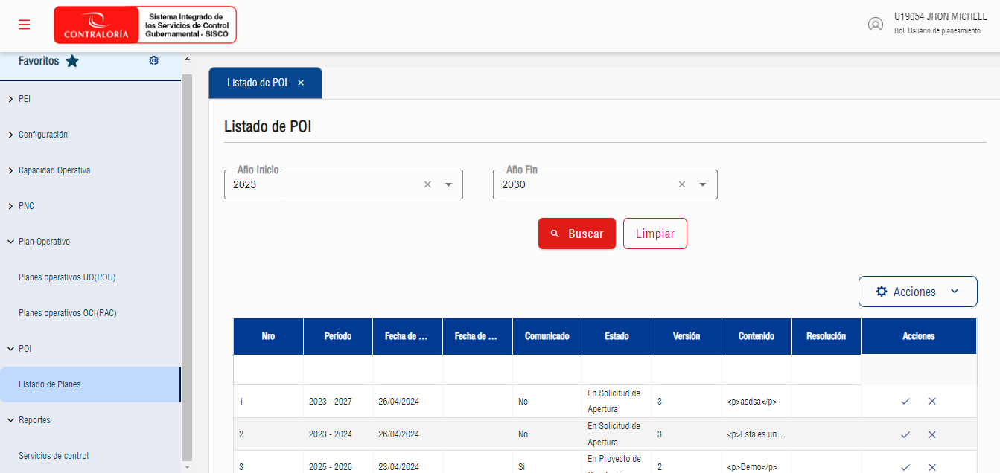 CONTRALORÍA
Sistema Integrado de
los Servicios de Control
Gubernamental - SISCO
U19054 JHON MICHELL
Rol: Usuario de planeamiento
Favoritos
PEI
Configuración
Capacidad Operativa
PNC
Plan Operativo
Planes operativos UO(POU)
Planes operativos OCI(PAC)
POI
Listado de Planes
Reportes
Servicios de control
Listado de POI ×
Listado de POI
Año Inicio
2023
Año Fin
2030
Buscar
Limpiar
Acciones
Nro Período Fecha de ... Fecha de ... Comunicado Estado Versión Contenido Resolución Acciones
1 2023 - 2027 26/04/2024 No En Solicitud de Apertura 3 <p>asdsa</p>
2 2023 - 2024 26/04/2024 No En Solicitud de Apertura 3 <p>Esta es un...
3 2025 - 2026 23/04/2024 Si En Proyecto de 2 <p>Demo</p>